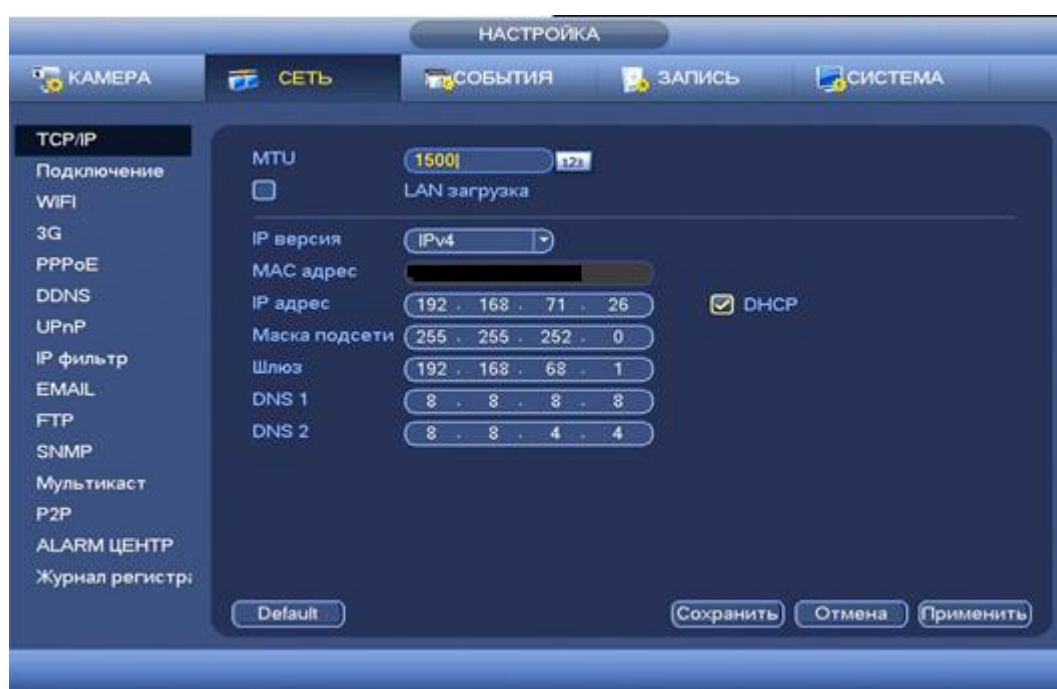 НАСТРОЙКА
КАМЕРА СЕТЬ СОБЫТИЯ ЗАПИСЬ СИСТЕМА
TCP/IP
Подключение
WIFI
3G
PPPoE
DDNS
UPnP
IP фильтр
EMAIL
FTP
SNMP
Мультикаст
P2P
ALARM ЦЕНТР
Журнал регистра
MTU 1500 123
LAN загрузка
IP версия IPv4
MAC адрес
IP адрес 192 . 168 . 71 . 26 DHCP
Маска подсети 255 . 255 . 252 . 0
Шлюз 192 . 168 . 68 . 1
DNS 1 8 . 8 . 8 . 8
DNS 2 8 . 8 . 4 . 4
Default Сохранить Отмена Применить